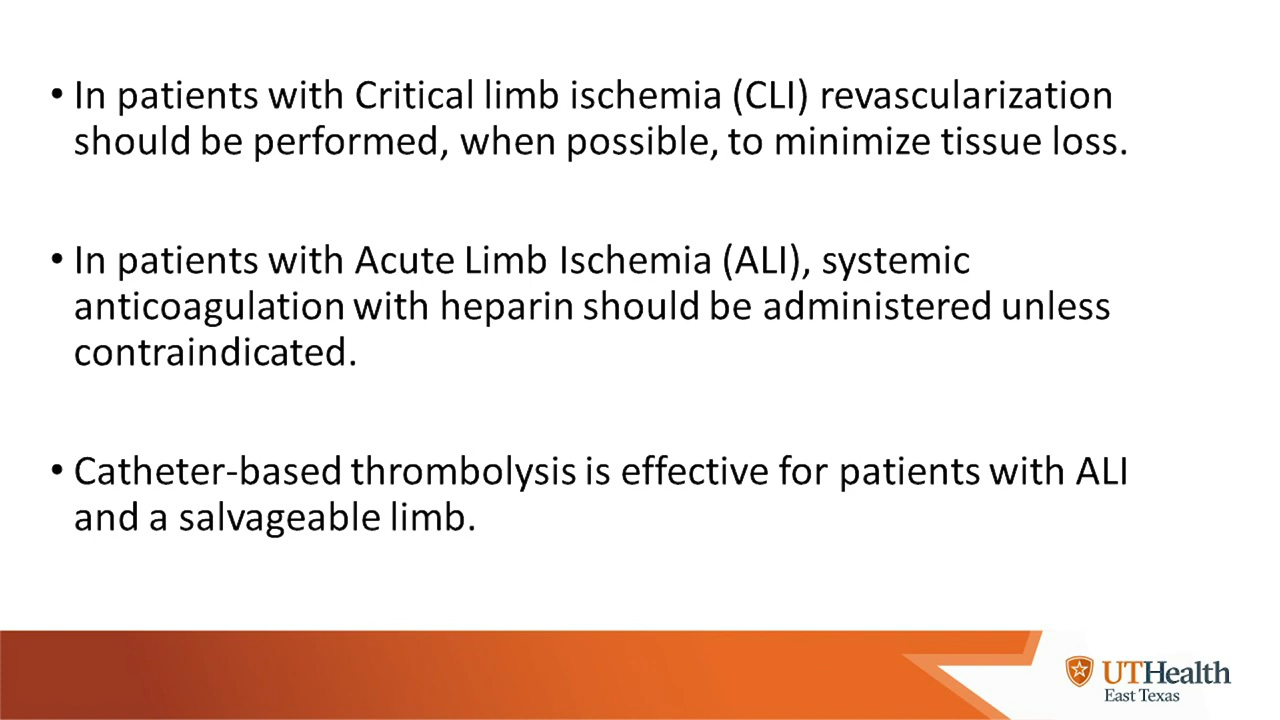 • In patients with Critical limb ischemia (CLI) revascularization
should be performed, when possible, to minimize tissue loss.
• In patients with Acute Limb Ischemia (ALI), systemic
anticoagulation with heparin should be administered unless
contraindicated.
• Catheter-based thrombolysis is effective for patients with ALI
and a salvageable limb.
UTHealth
East Texas